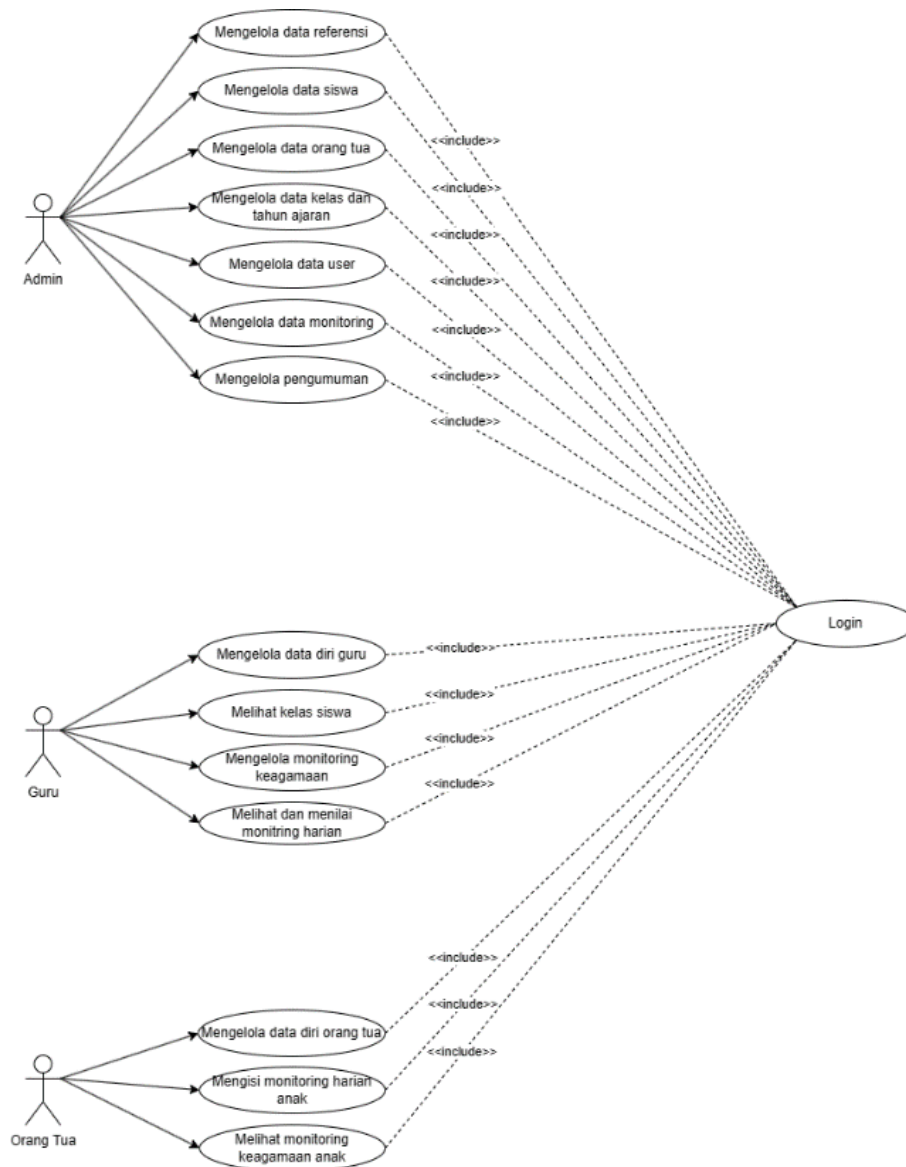 Mengelola data referensi
Mengelola data siswa
<<include>>
Mengelola data orang tua
<<include>>
Mengelola data kelas dan
tahun ajaran
<<include>>
Admin
Mengelola data user
<<include>>
Mengelola data monitoring
<<include>>
Mengelola pengumuman
<<include>>
<<include>>
Login
Mengelola data diri guru
<<include>>
Melihat kelas siswa
<<include>>
Mengelola monitoring
keagamaan
<<include>>
Guru
Melihat dan menilai
monitring harian
<<include>>
<<include>>
<<include>>
Mengelola data diri orang tua
<<include>>
Mengisi monitoring harian
anak
Orang Tua
Melihat monitoring
keagamaan anak